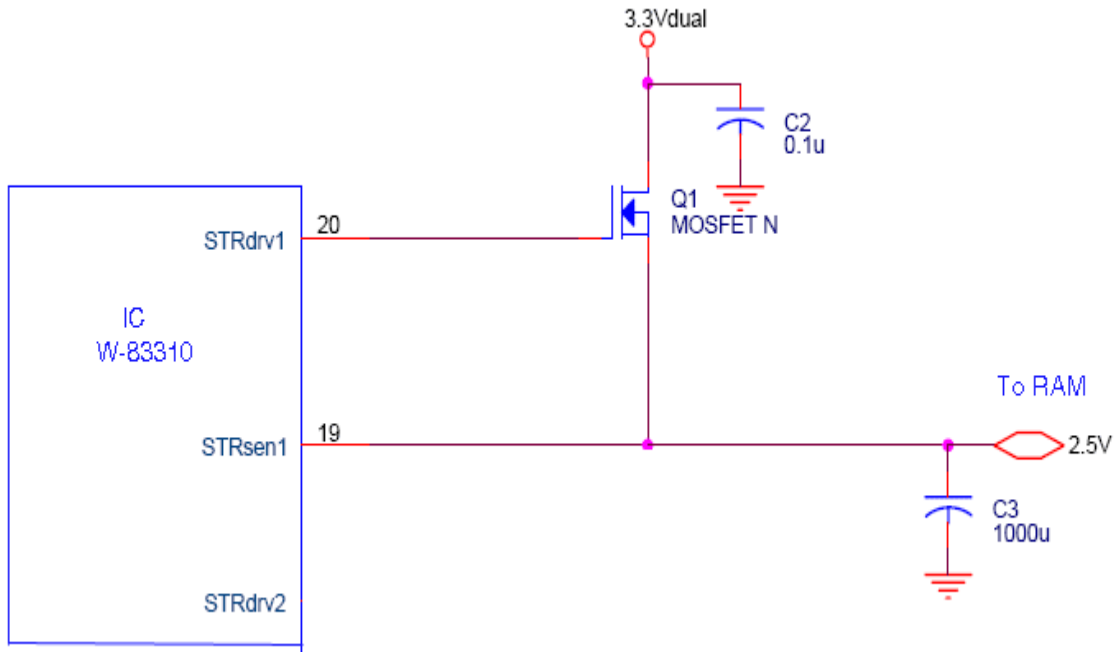 3.3Vdual
C2
0.1u
Q1
MOSFET N
20
STRdrv1
IC
W-83310
To RAM
19
STRsen1
2.5V
C3
1000u
STRdrv2